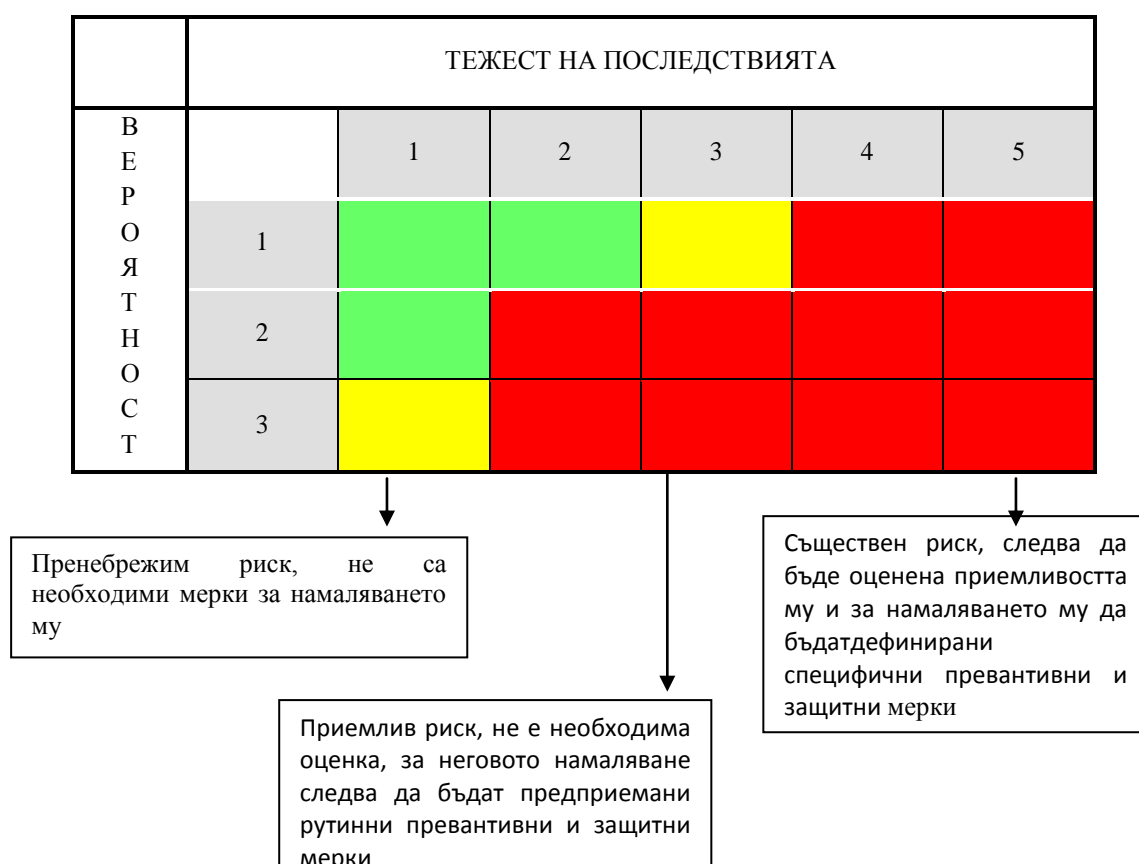 ТЕЖЕСТ НА ПОСЛЕДСТВИЯТА
В
Е
Р
О
Я
Т
Н
О
С
Т
1 2 3 4 5
1
2
3
Пренебрежим риск, не са
необходими мерки за намаляването
му
Съществен риск, следва да
бъде оценена приемливостта
му и за намаляването му да
бъдатдефинирани
специфични превантивни и
защитни мерки
Приемлив риск, не е необходима
оценка, за неговото намаляване
следва да бъдат предприемани
рутинни превантивни и защитни
мерки